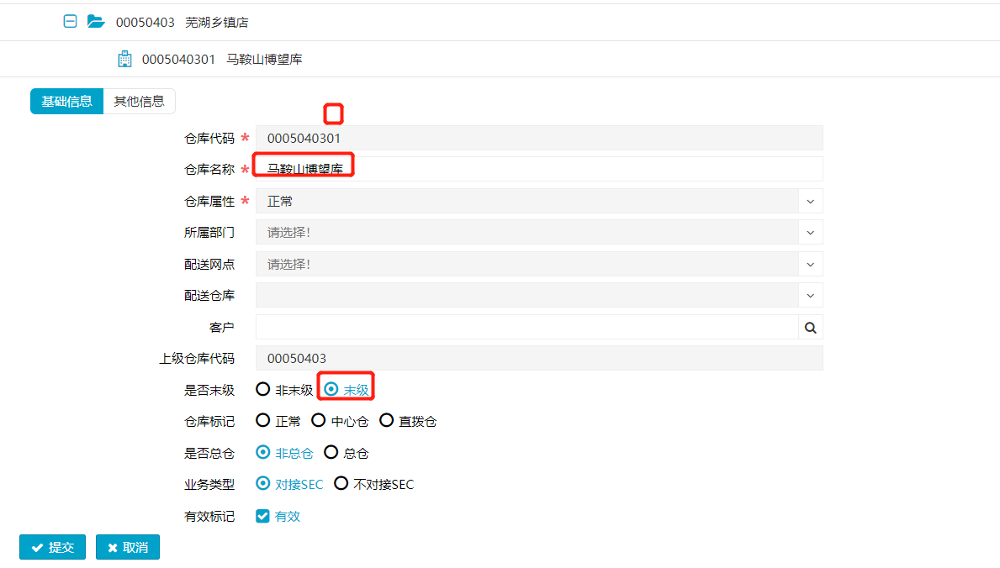 00050403 芜湖乡镇店
0005040301 马鞍山博望库
基础信息 其他信息
仓库代码 * 0005040301
仓库名称 * 马鞍山博望库
仓库属性 * 正常
所属部门 请选择!
配送网点 请选择!
配送仓库
客户
上级仓库代码 00050403
是否末级 非末级 末级
仓库标记 正常 中心仓 直拨仓
是否总仓 非总仓 总仓
业务类型 对接SEC 不对接SEC
有效标记 有效
提交 取消